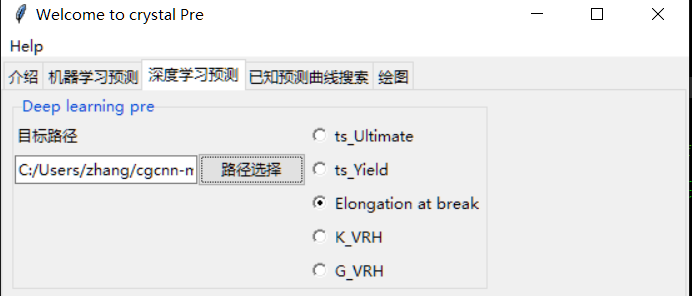 Welcome to crystal Pre
Help
介绍 机器学习预测 深度学习预测 已知预测曲线搜索 绘图
Deep learning pre
目标路径
C:/Users/zhang/cgcnn-m 路径选择
ts_Ultimate
ts_Yield
Elongation at break
K_VRH
G_VRH